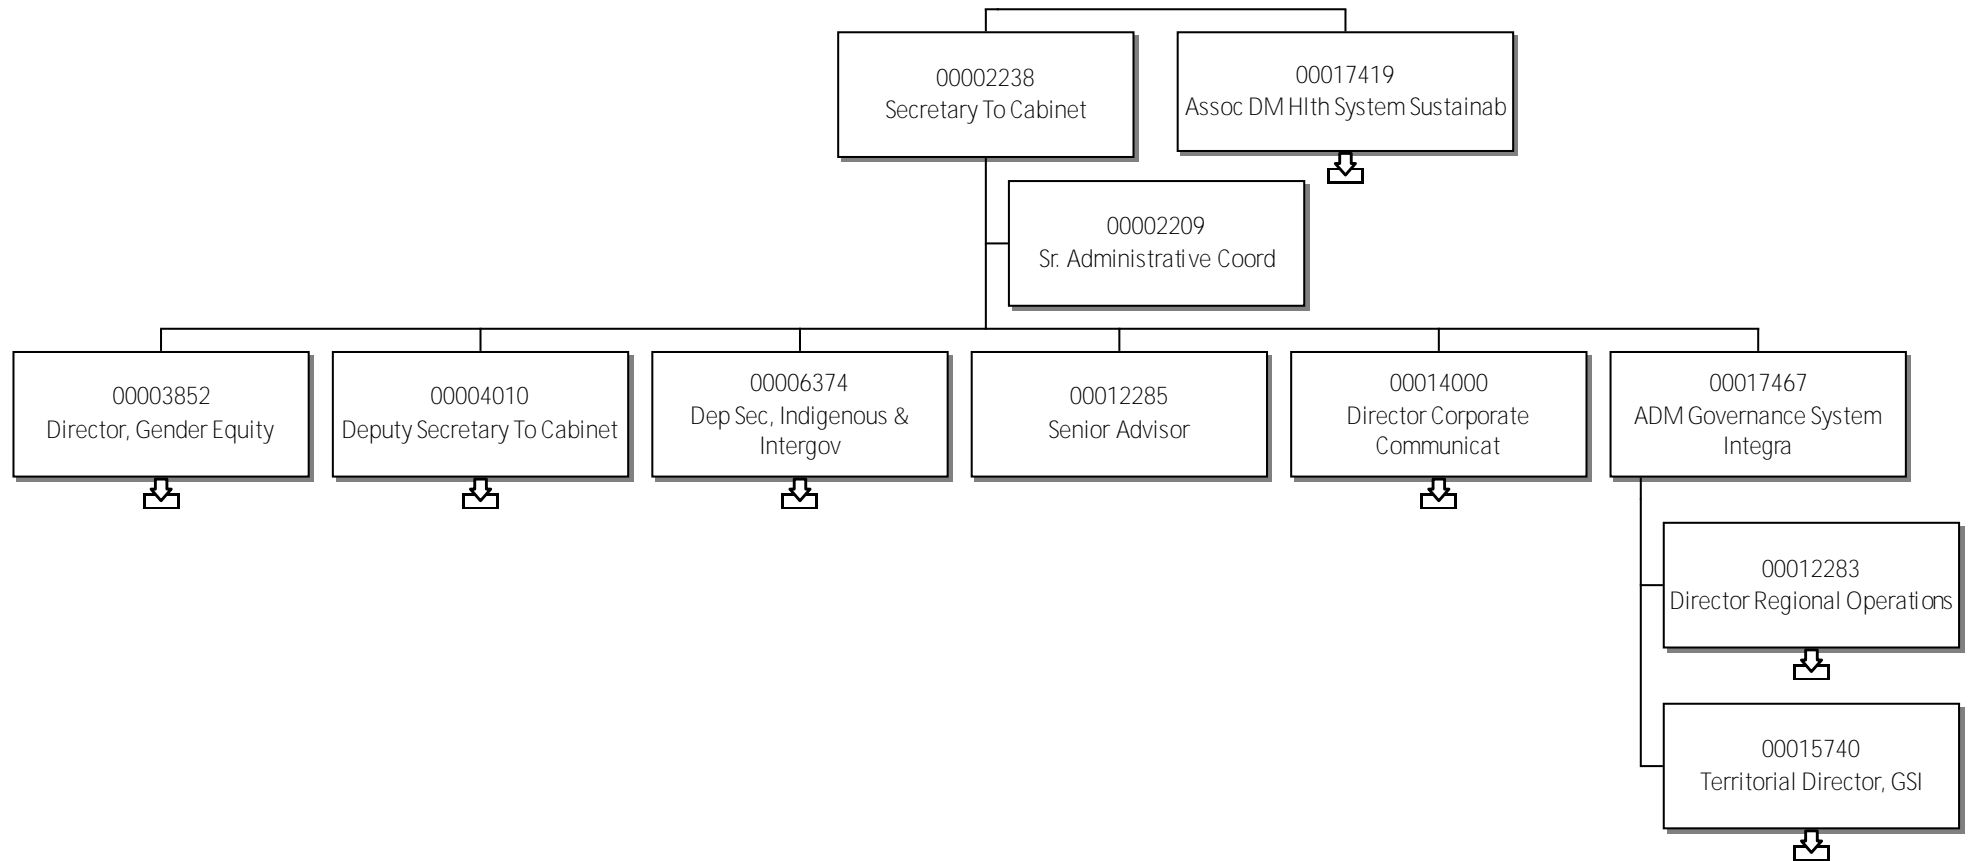 00002238
Secretary To Cabinet
00017419
Assoc DM Hlth System Sustainab
00002209
Sr. Administrative Coord
00003852
Director, Gender Equity
00004010
Deputy Secretary To Cabinet
00006374
Dep Sec, Indigenous &
Intergov
00012285
Senior Advisor
00014000
Director Corporate
Communicat
00017467
ADM Governance System
Integra
00012283
Director Regional Operations
00015740
Territorial Director, GSI